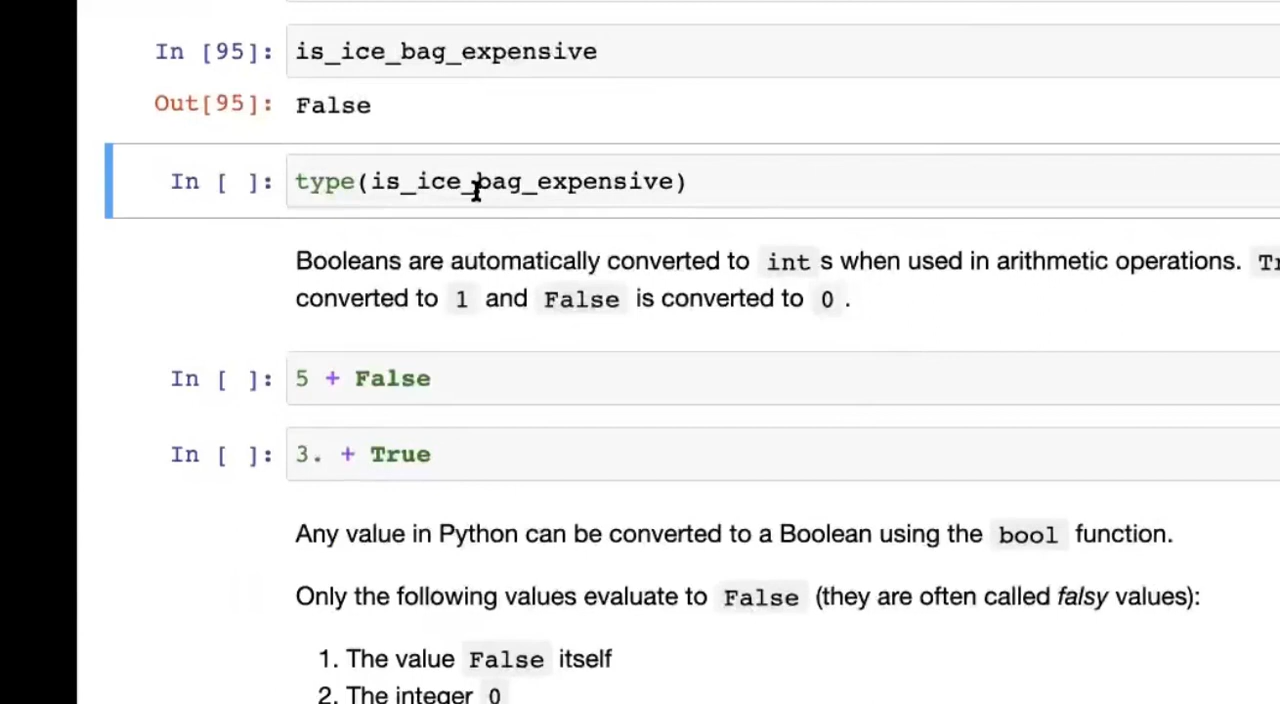 In [95]: is_ice_bag_expensive
Out[95]: False
In [ ]: type(is_ice_bag_expensive)
Booleans are automatically converted to int s when used in arithmetic operations.
converted to 1 and False is converted to 0 .
In [ ]: 5 + False
In [ ]: 3. + True
Any value in Python can be converted to a Boolean using the bool function.
Only the following values evaluate to False (they are often called falsy values):
1. The value False itself
2. The integer 0